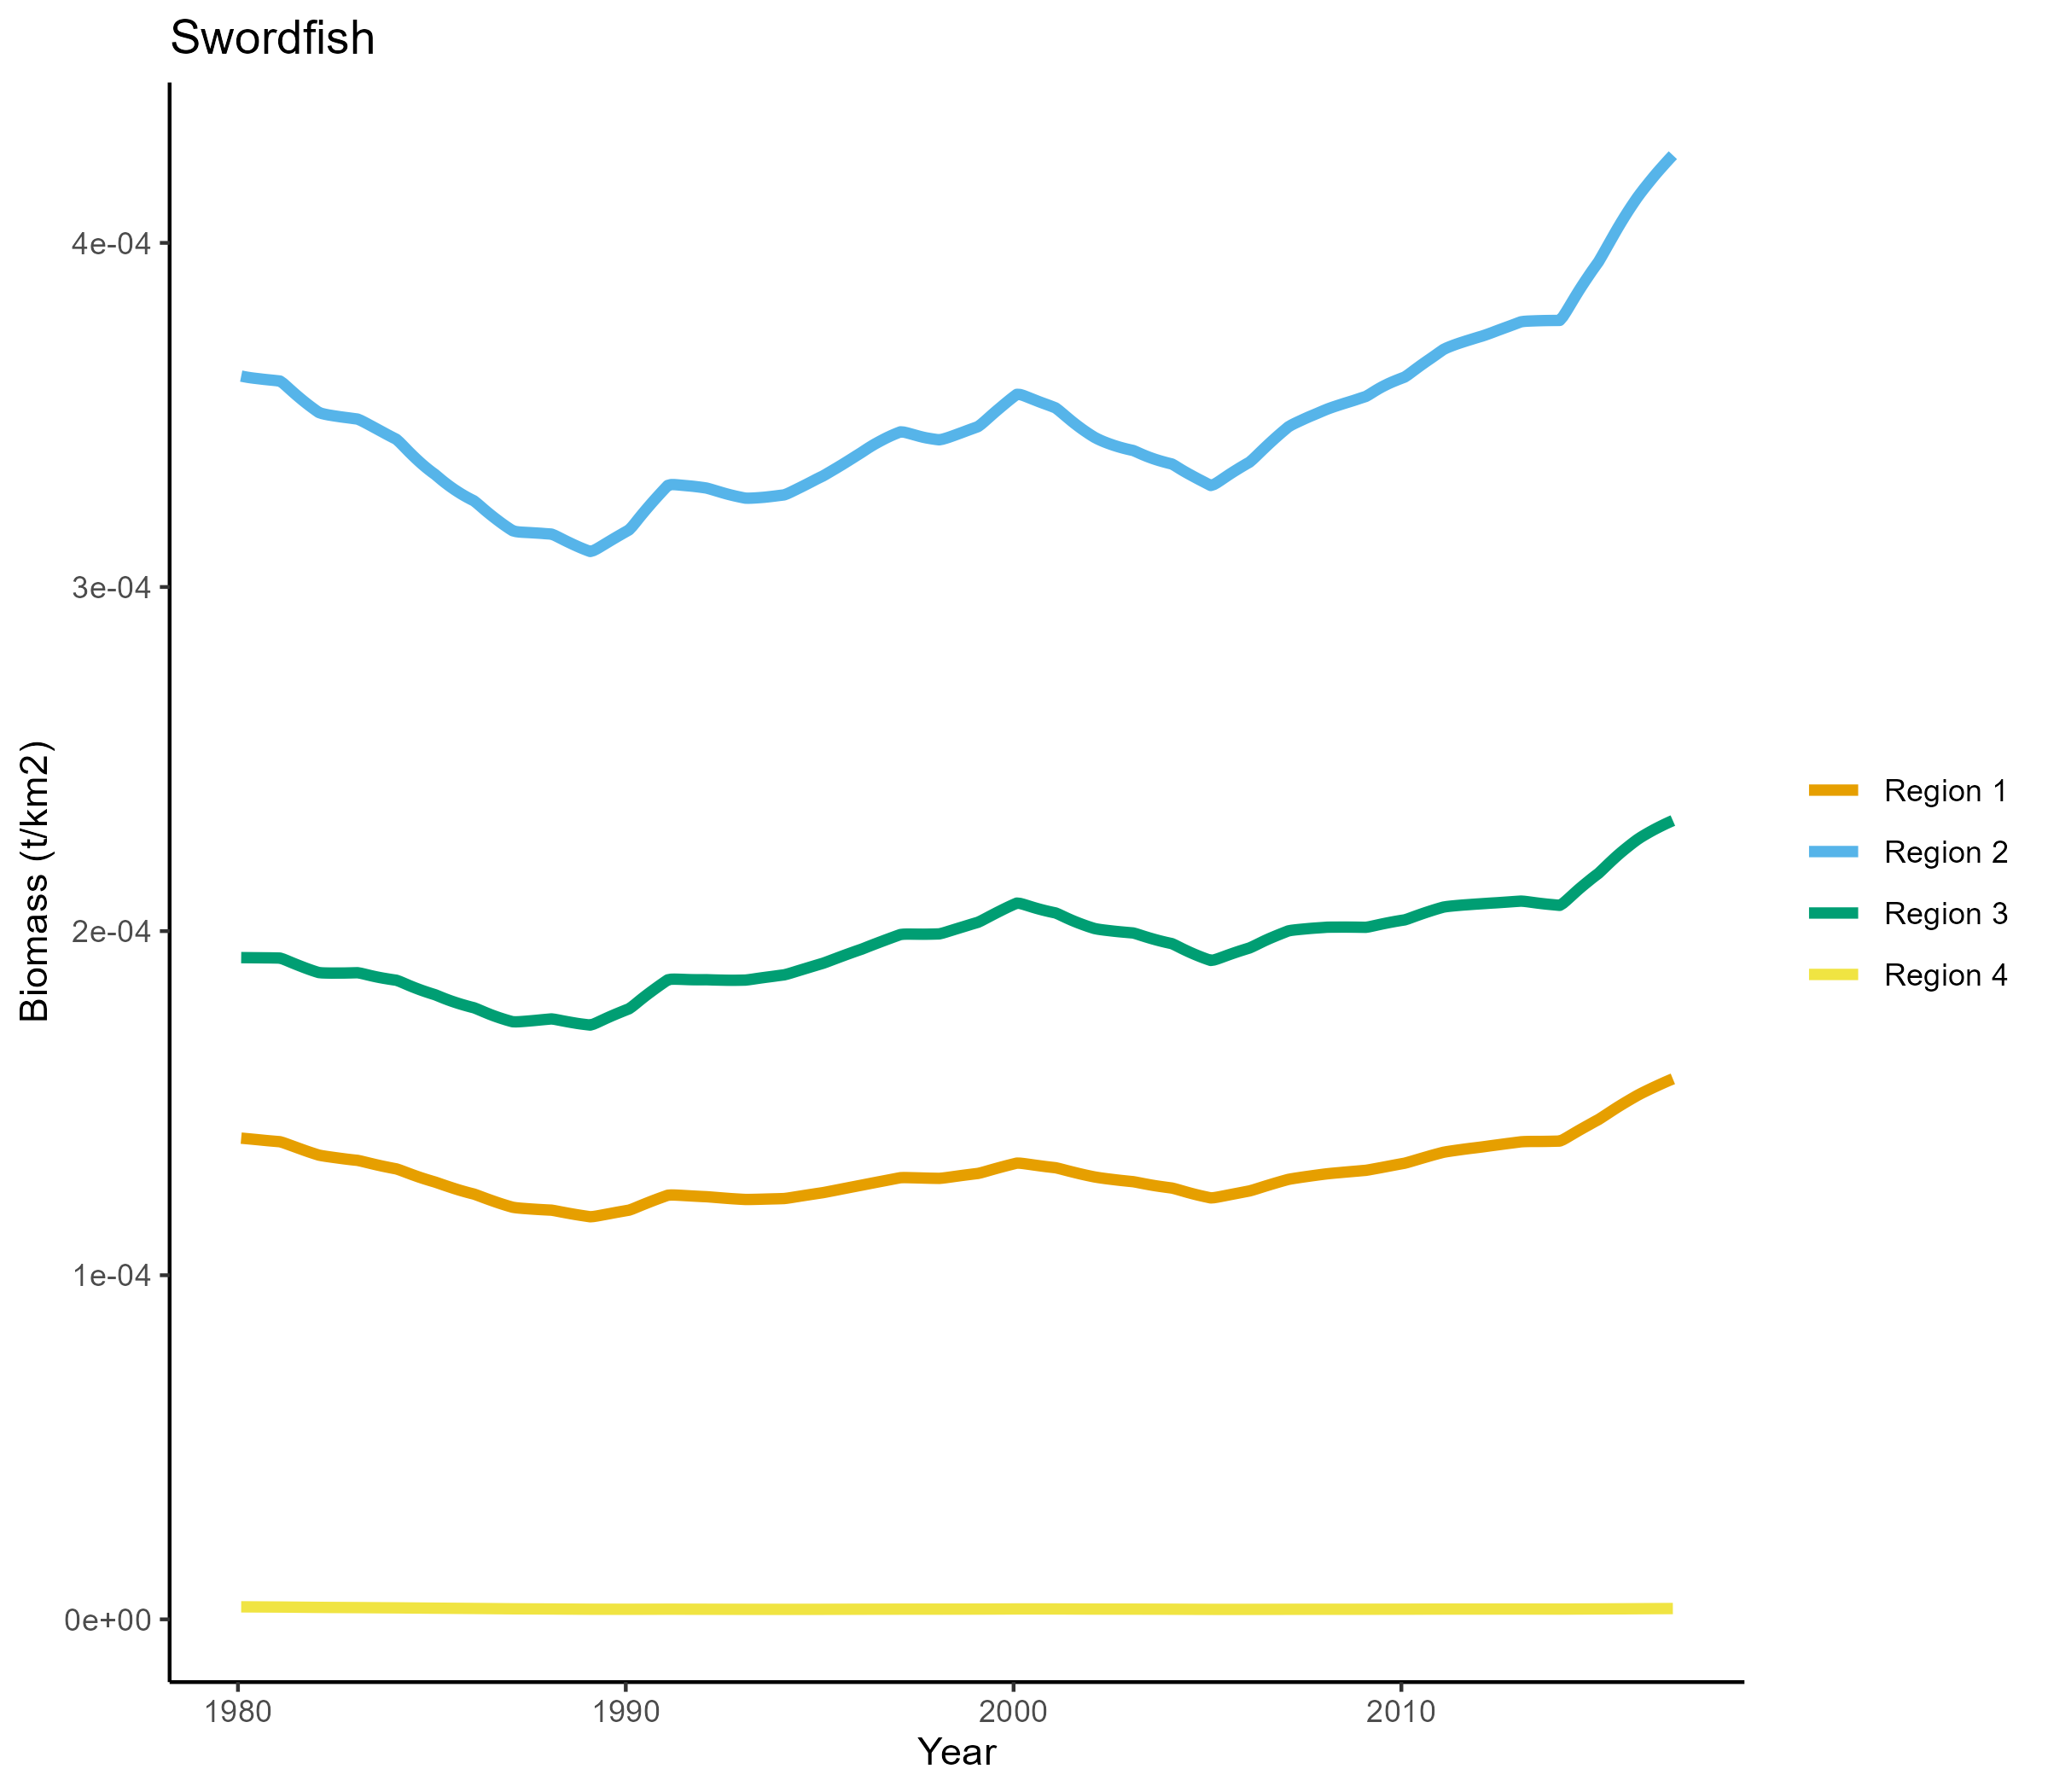 Swordfish
Biomass (t/km2)
4e-04
3e-04
2e-04
1e-04
0e+00
1980
1990
2000
2010
Year
Region 1
Region 2
Region 3
Region 4